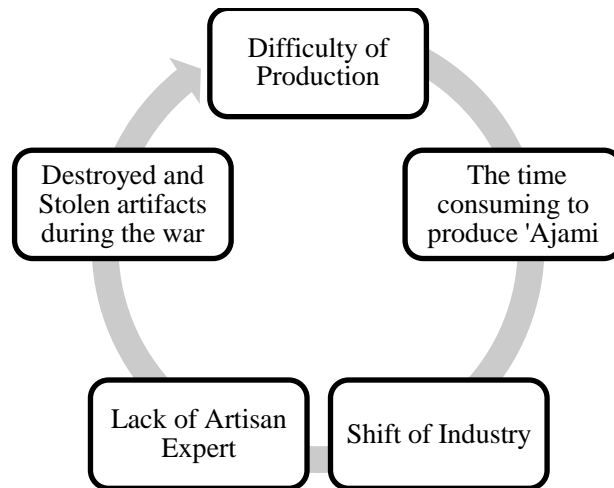 Difficulty of
Production
The time
consuming to
produce 'Ajami
Shift of Industry
Lack of Artisan
Expert
Destroyed and
Stolen artifacts
during the war